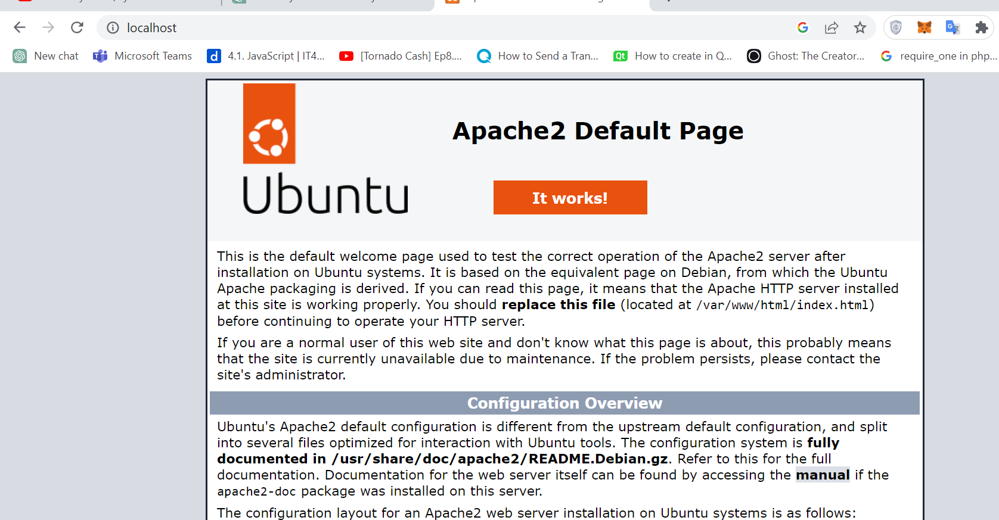 localhost
New chat
Microsoft Teams
4.1. JavaScript | IT4...
[Tornado Cash] Ep8....
How to Send a Tran...
Qt
How to create in Q...
Ghost: The Creator...
require_one in php...
Apache2 Default Page
Ubuntu
It works!
This is the default welcome page used to test the correct operation of the Apache2 server after
installation on Ubuntu systems. It is based on the equivalent page on Debian, from which the Ubuntu
Apache packaging is derived. If you can read this page, it means that the Apache HTTP server installed
at this site is working properly. You should replace this file (located at /var/www/html/index.html)
before continuing to operate your HTTP server.
If you are a normal user of this web site and don't know what this page is about, this probably means
that the site is currently unavailable due to maintenance. If the problem persists, please contact the
site's administrator.
Configuration Overview
Ubuntu's Apache2 default configuration is different from the upstream default configuration, and split
into several files optimized for interaction with Ubuntu tools. The configuration system is fully
documented in /usr/share/doc/apache2/README.Debian.gz. Refer to this for the full
documentation. Documentation for the web server itself can be found by accessing the manual if the
apache2-doc package was installed on this server.
The configuration layout for an Apache2 web server installation on Ubuntu systems is as follows: